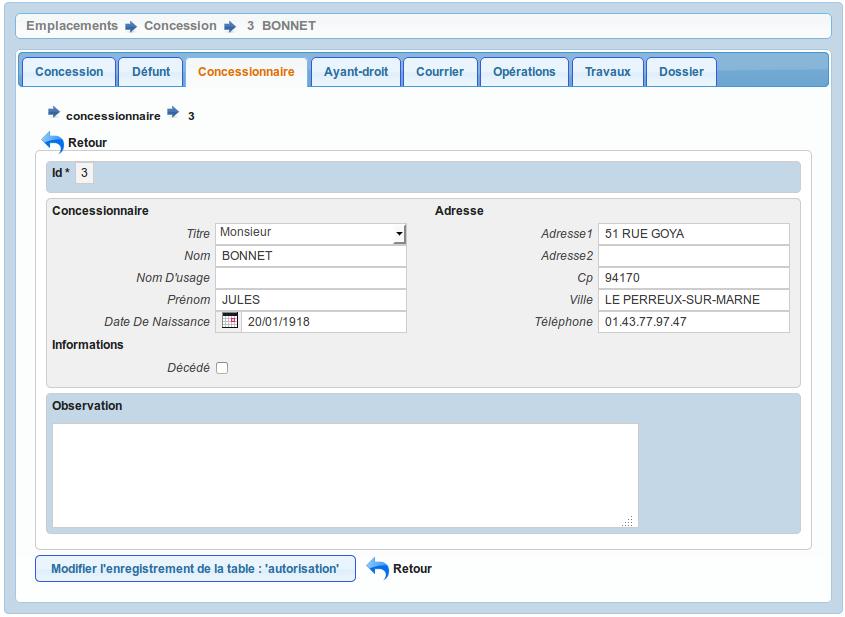 Emplacements Concession 3 BONNET
Concession Défunt Concessionnaire Ayant-droit Courrier Opérations Travaux Dossier
concessionnaire 3
Retour
Id * 3
Concessionnaire Adresse
Titre Monsieur Adresse1 51 RUE GOYA
Nom BONNET Adresse2
Nom D'usage Cp 94170
Prénom JULES Ville LE PERREUX-SUR-MARNE
Date De Naissance 20/01/1918 Téléphone 01.43.77.97.47
Informations
Décédé
Observation
Modifier l'enregistrement de la table : 'autorisation' Retour